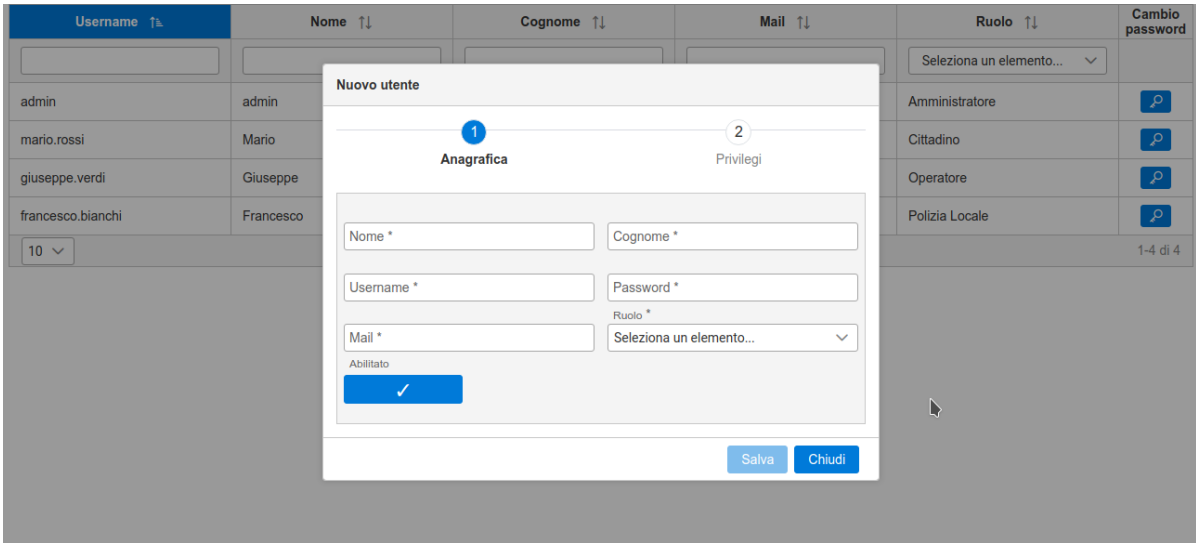 Username Nome Cognome Mail Ruolo Cambio password
Seleziona un elemento...
Nuovo utente
admin admin Amministratore
1 2
mario.rossi Mario Cittadino
Anagrafica Privilegi
giuseppe.verdi Giuseppe Operatore
francesco.bianchi Francesco Polizia Locale
Nome * Cognome *
10 1-4 di 4
Username * Password *
Ruolo *
Mail * Seleziona un elemento...
Abilitato
Salva Chiudi